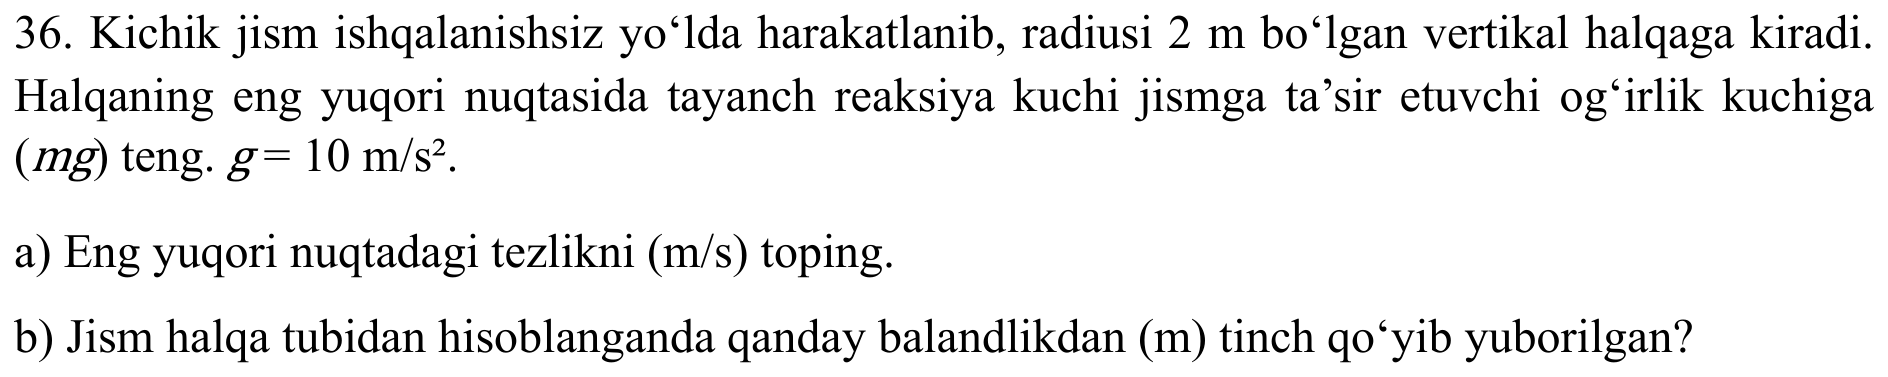 36. Kichik jism ishqalanishsiz yo‘lda harakatlanib, radiusi 2 m bo‘lgan vertikal halqaga kiradi.
Halqaning eng yuqori nuqtasida tayanch reaksiya kuchi jismga ta’sir etuvchi og‘irlik kuchiga
(mg) teng. g = 10 m/s².
a) Eng yuqori nuqtadagi tezlikni (m/s) toping.
b) Jism halqa tubidan hisoblanganda qanday balandlikdan (m) tinch qo‘yib yuborilgan?